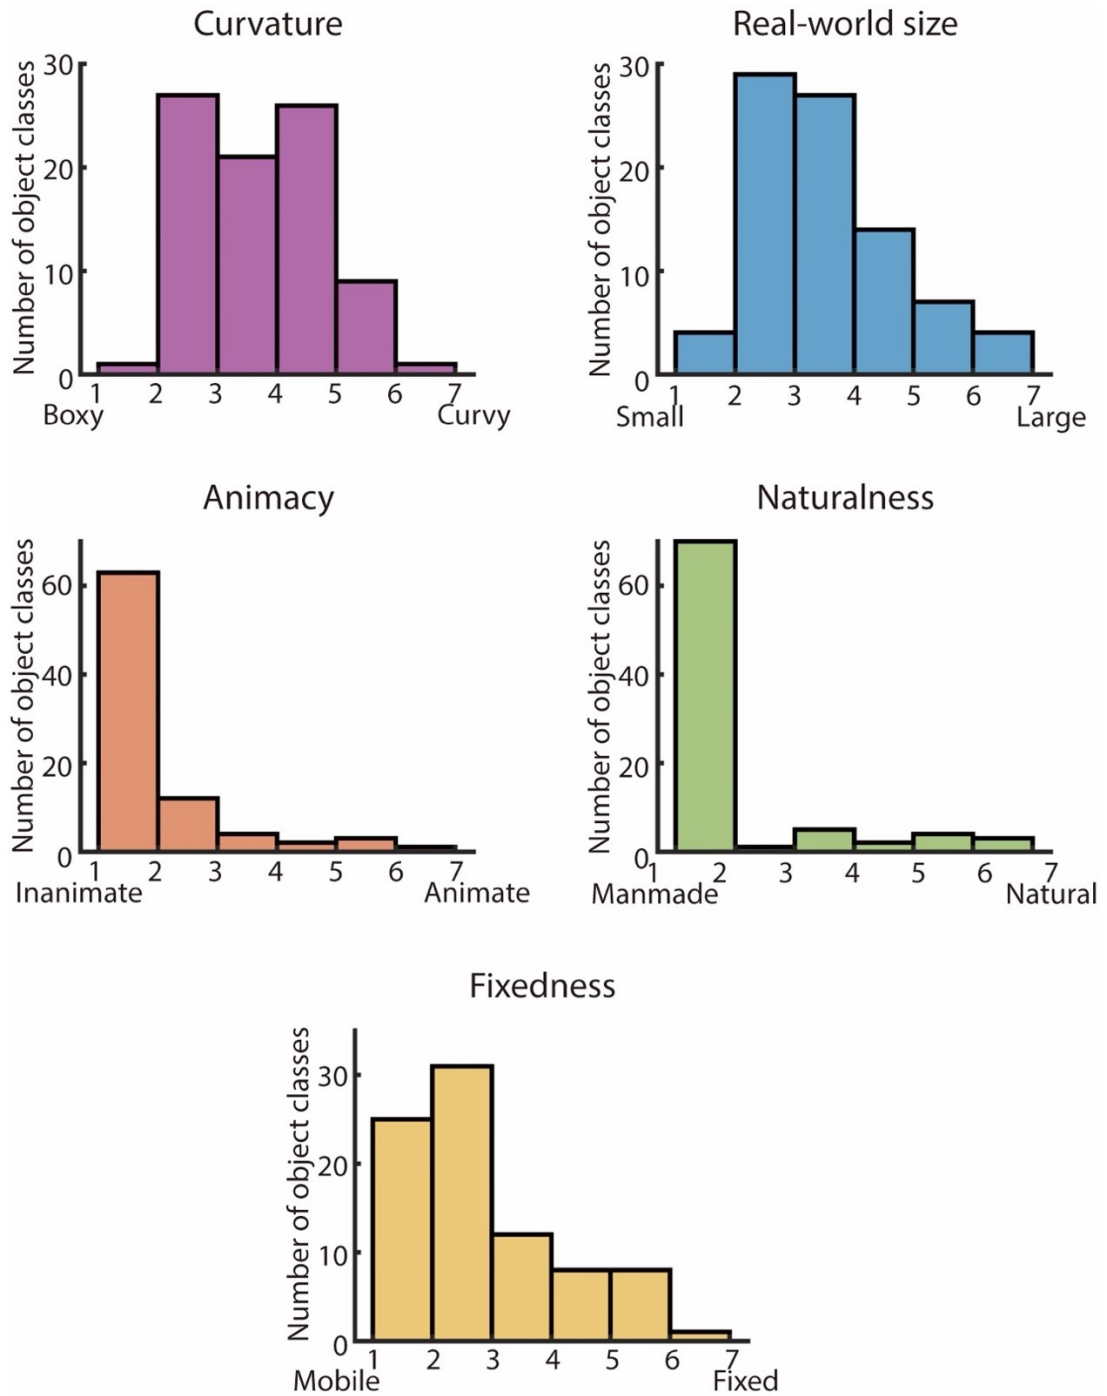 Curvature
Number of object classes
30
20
10
0
1 2 3 4 5 6 7
Boxy Curvy
Real-world size
Number of object classes
30
20
10
0
1 2 3 4 5 6 7
Small Large
Animacy
Number of object classes
60
40
20
0
1 2 3 4 5 6 7
Inanimate Animate
Naturalness
Number of object classes
60
40
20
0
1 2 3 4 5 6 7
Manmade Natural
Fixedness
Number of object classes
30
20
10
0
1 2 3 4 5 6 7
Mobile Fixed